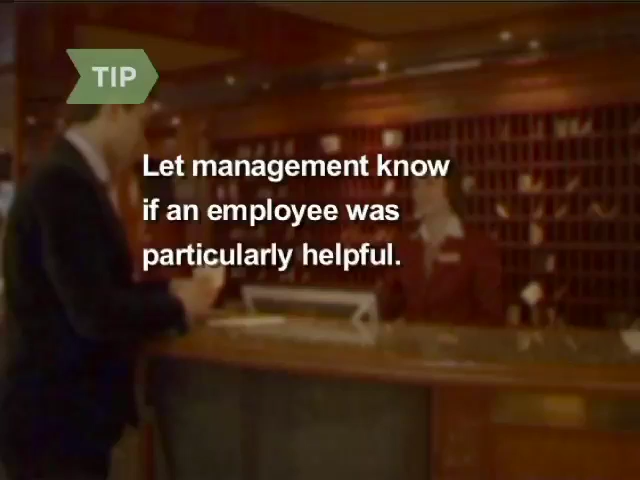 TIP
Let management know
if an employee was
particularly helpful.